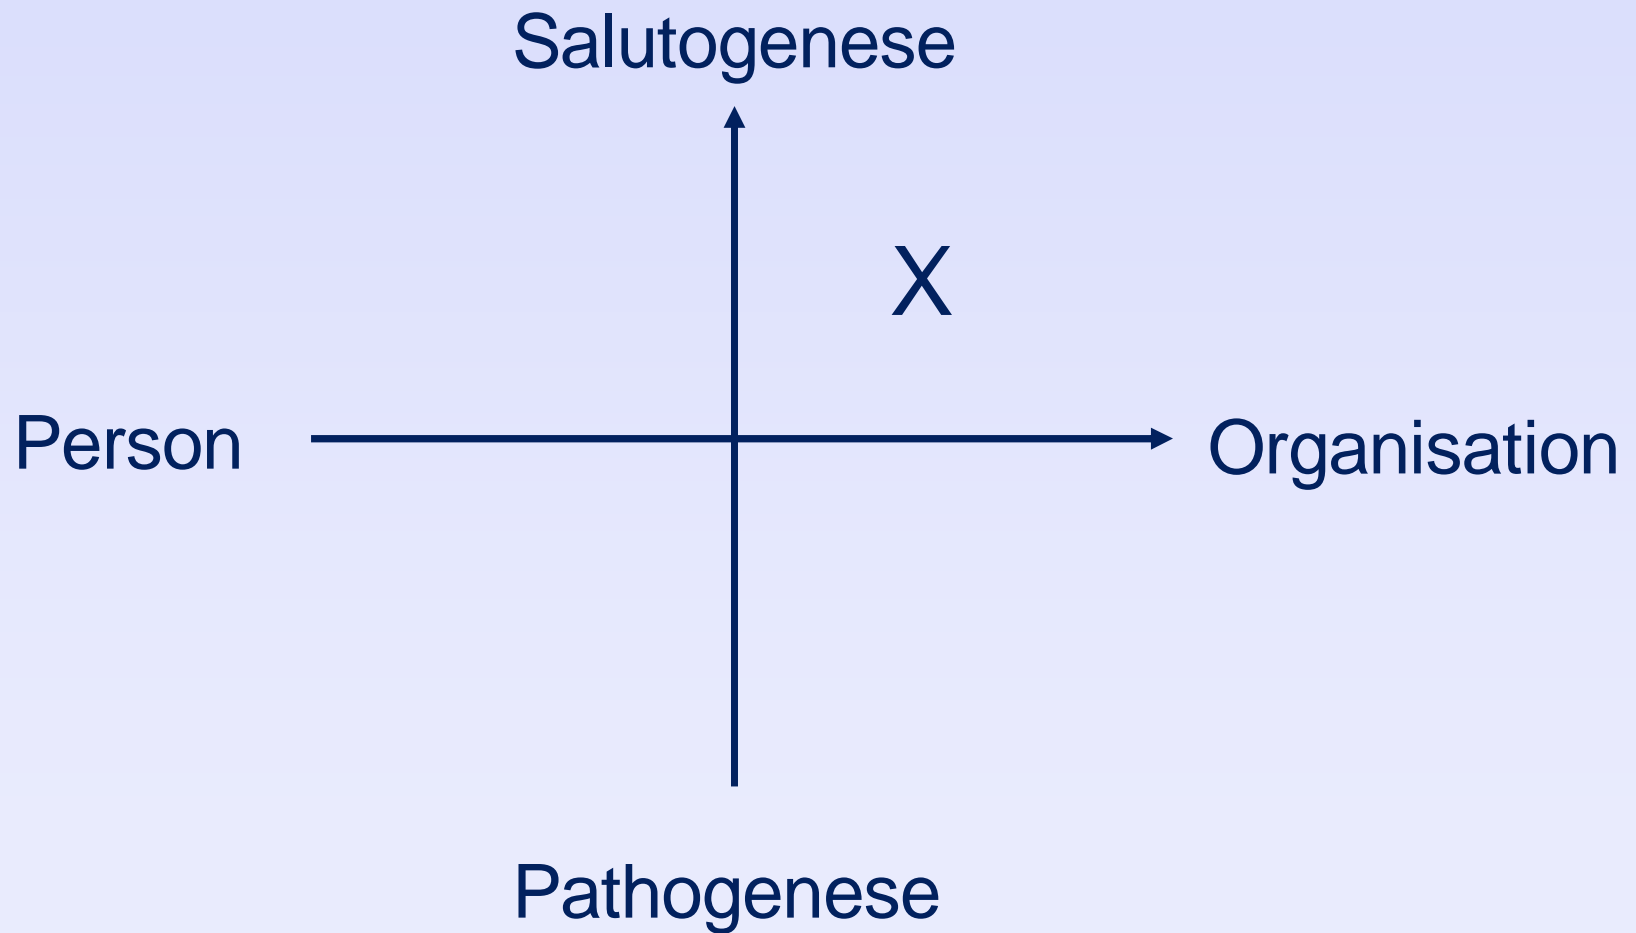 Salutogenese
X
Person
Organisation
Pathogenese